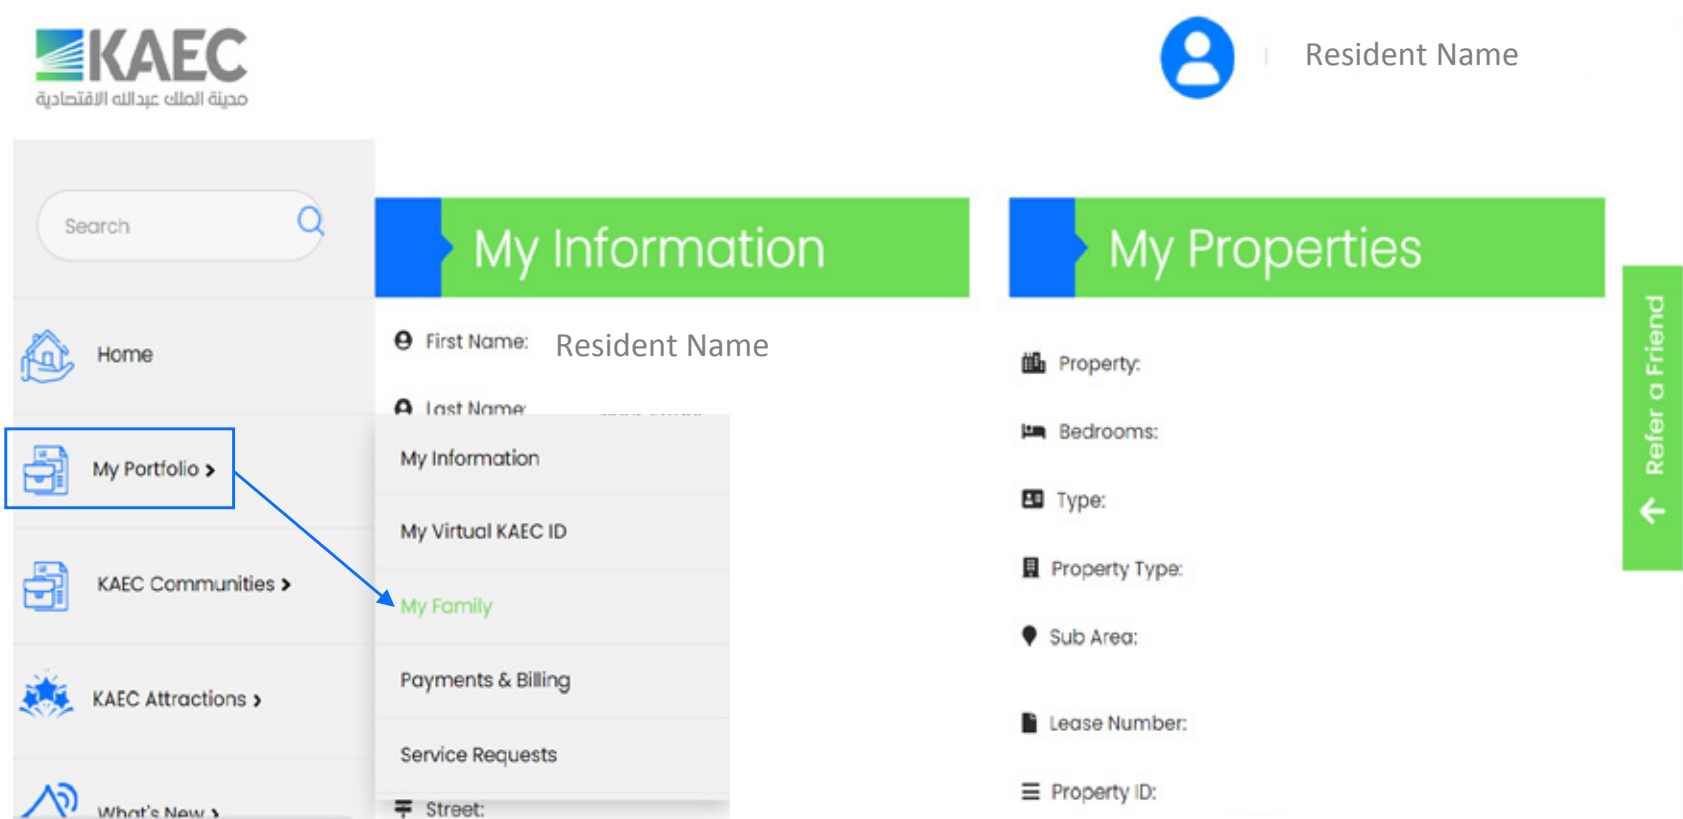 KAEC
مدينة الملك عبدالله الاقتصادية
Resident Name
Search
Home
My Portfolio
KAEC Communities
KAEC Attractions
What's New
My Information
First Name: Resident Name
Last Name:
My Information
My Virtual KAEC ID
My Family
Payments & Billing
Service Requests
Street:
My Properties
Property:
Bedrooms:
Type:
Property Type:
Sub Area:
Lease Number:
Property ID:
Refer a Friend